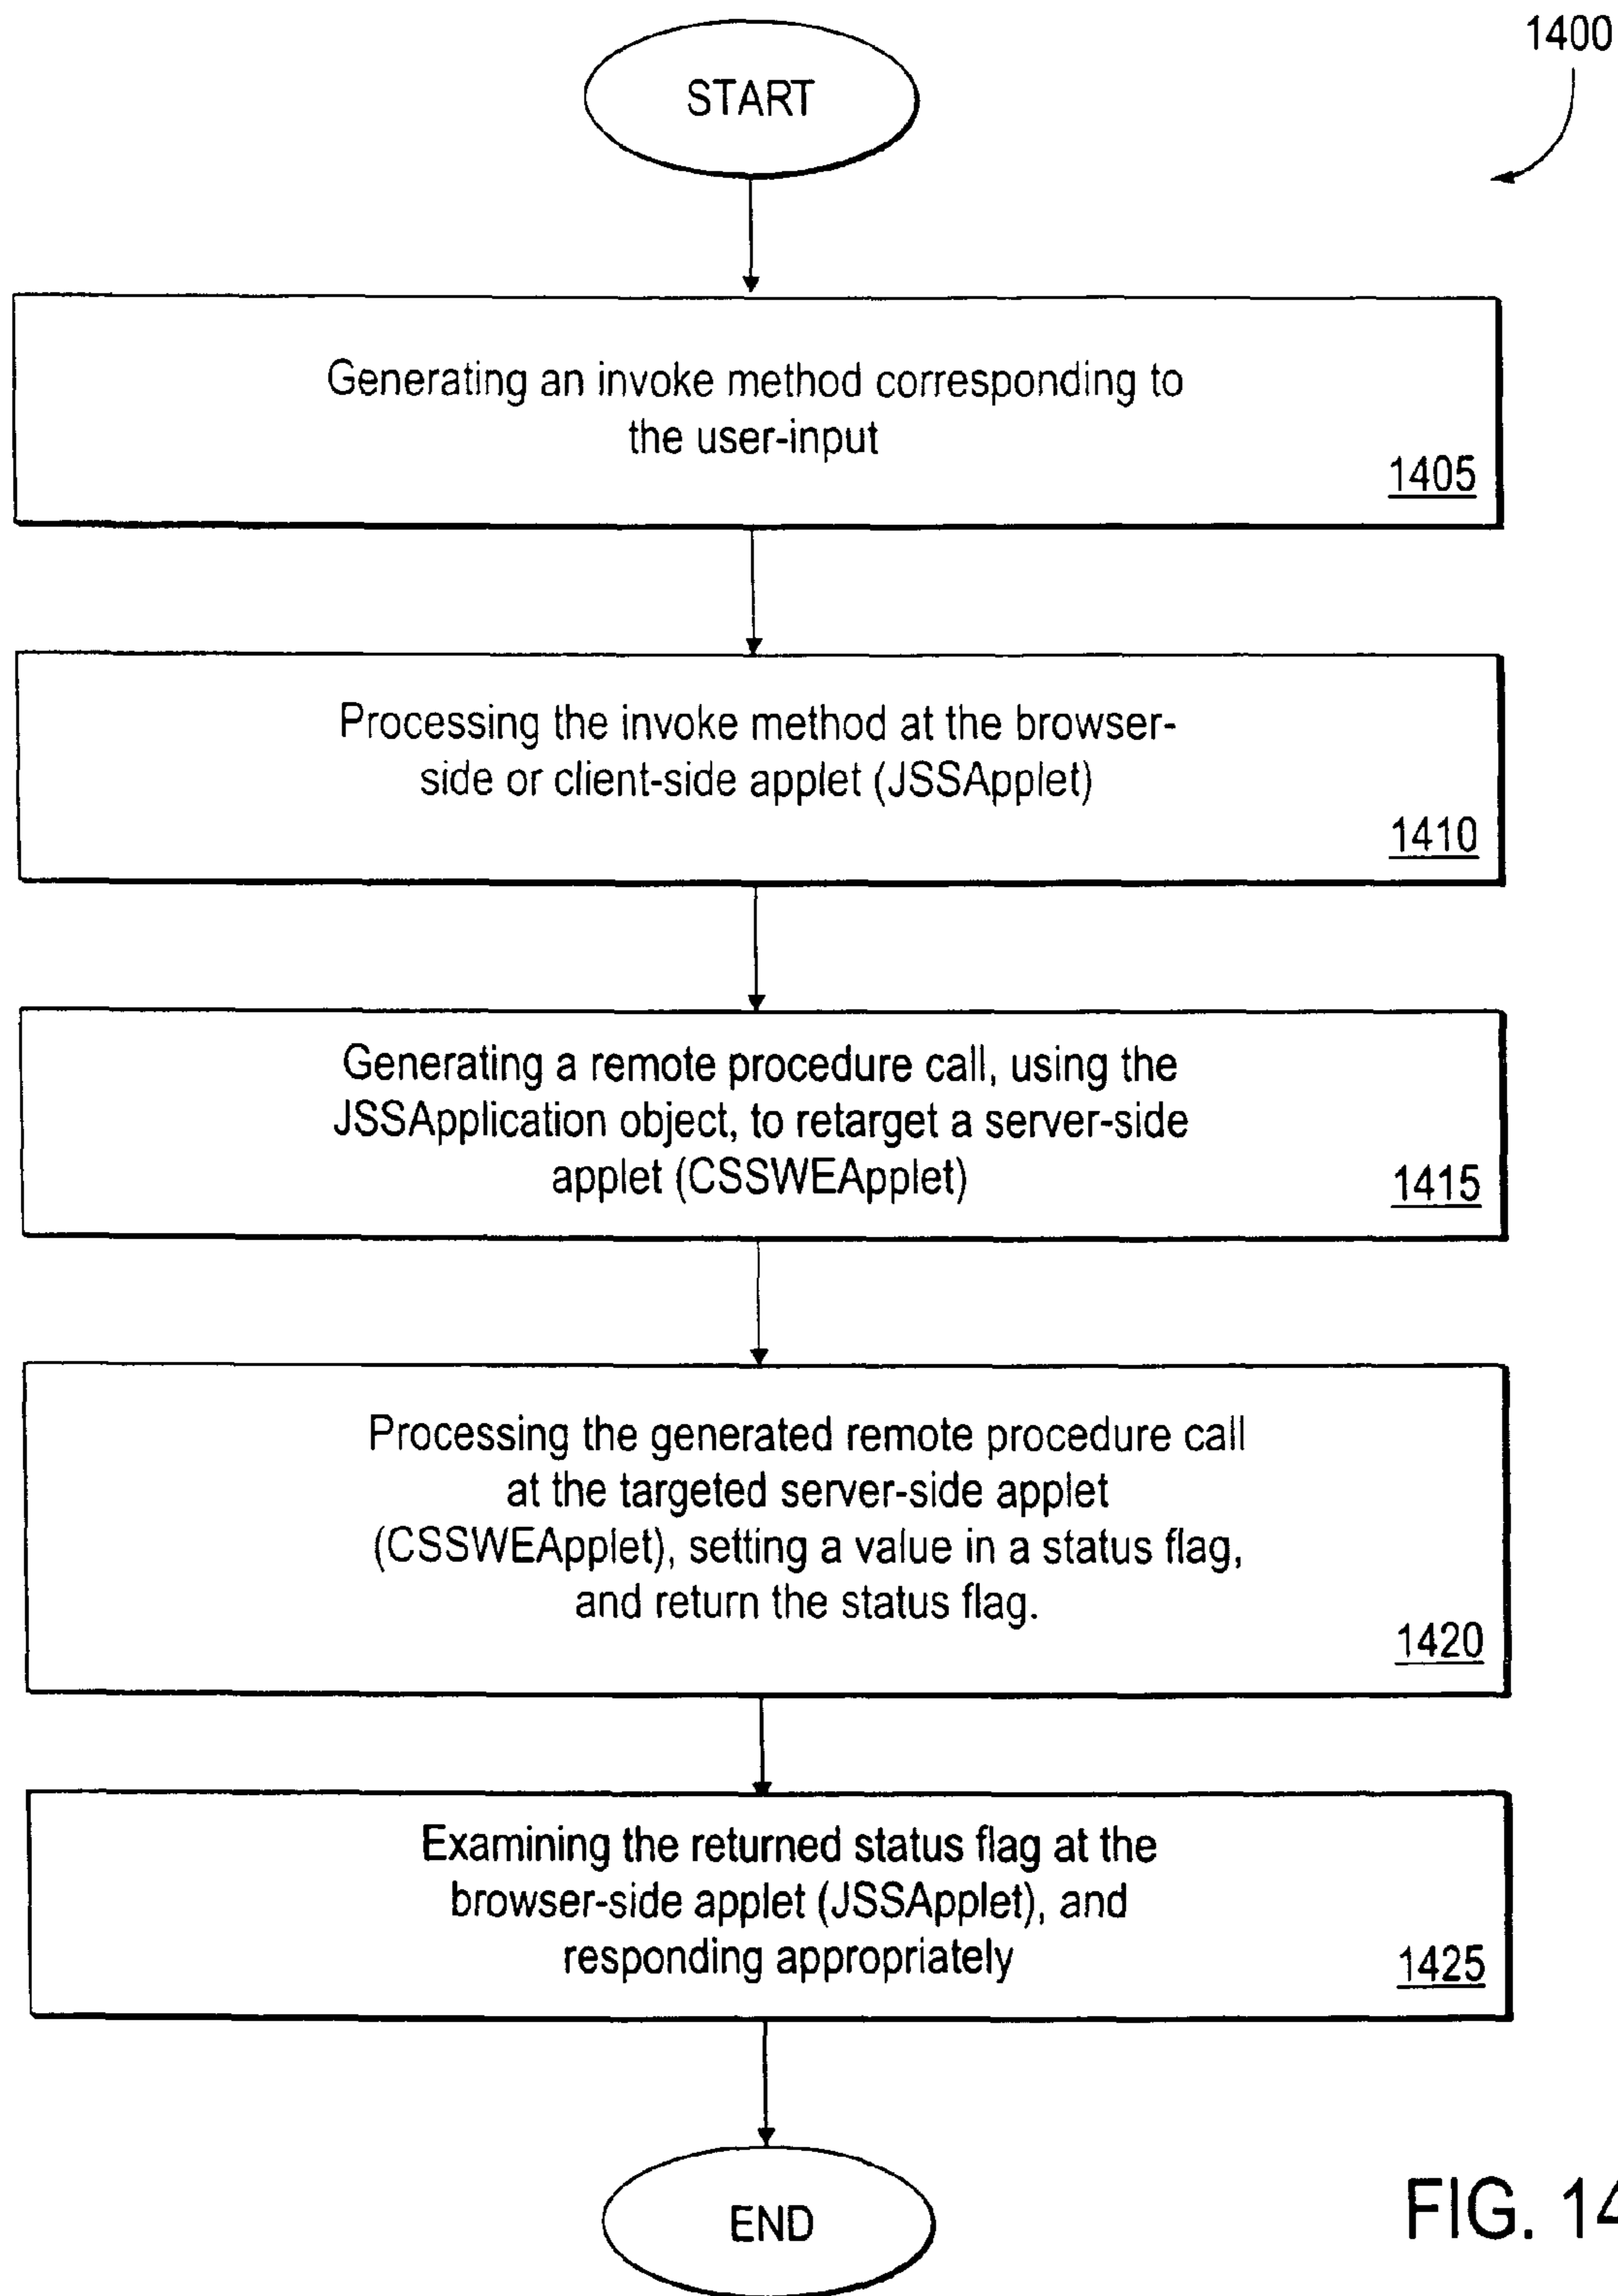 1400
START
Generating an invoke method corresponding to
the user-input
1405
Processing the invoke method at the browser-
side or client-side applet (JSSApplet)
1410
Generating a remote procedure call, using the
JSSApplication object, to retarget a server-side
applet (CSSWEApplet)
1415
Processing the generated remote procedure call
at the targeted server-side applet
(CSSWEApplet), setting a value in a status flag,
and return the status flag.
1420
Examining the returned status flag at the
browser-side applet (JSSApplet), and
responding appropriately
1425
END
FIG. 14